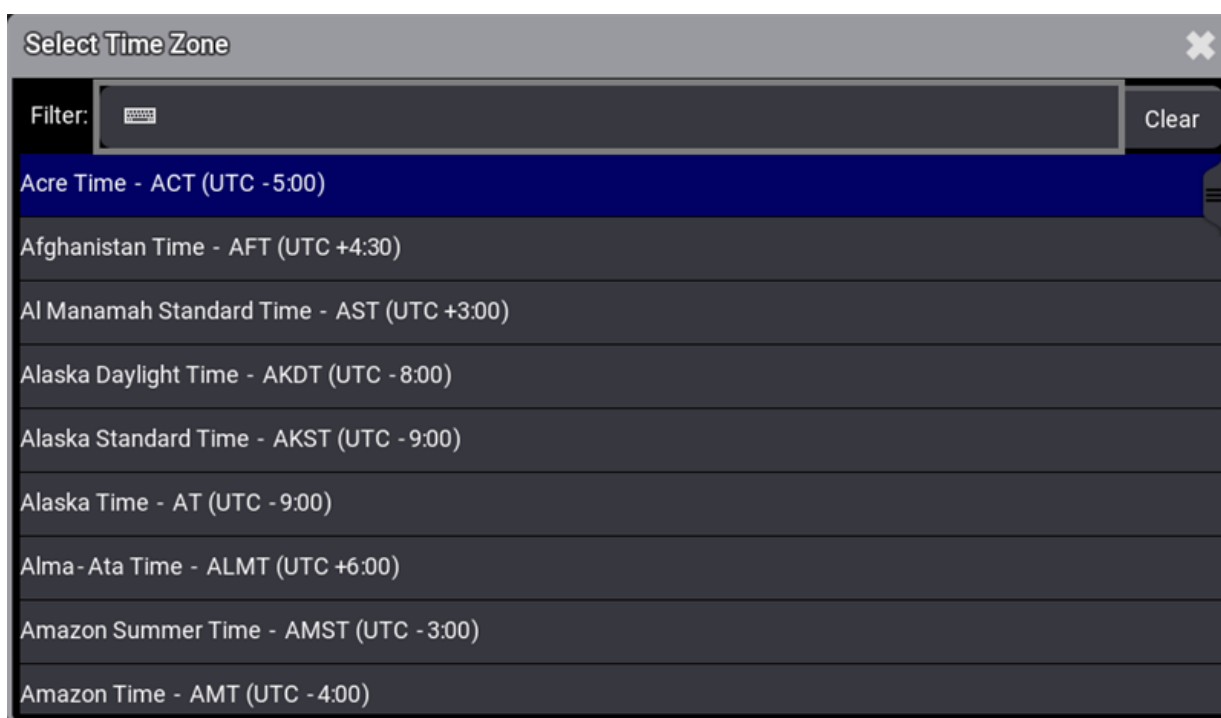 Select Time Zone
Filter:
Clear
Acre Time - ACT (UTC -5:00)
Afghanistan Time - AFT (UTC +4:30)
Al Manamah Standard Time - AST (UTC +3:00)
Alaska Daylight Time - AKDT (UTC -8:00)
Alaska Standard Time - AKST (UTC -9:00)
Alaska Time - AT (UTC -9:00)
Alma-Ata Time - ALMT (UTC +6:00)
Amazon Summer Time - AMST (UTC -3:00)
Amazon Time - AMT (UTC -4:00)